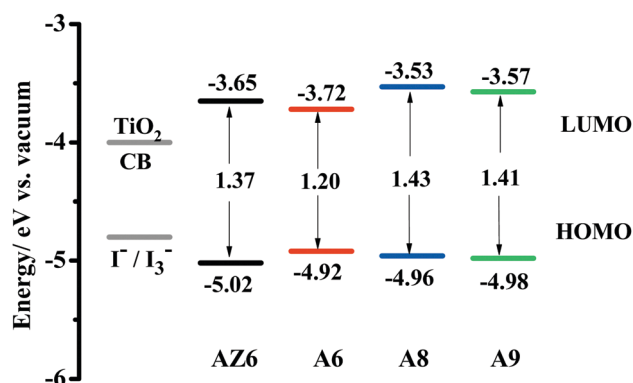 Energy/ eV vs. vacuum
-3
-4
-5
-6
TiO₂
CB
I⁻ / I₃⁻
-3.65
-3.72
-3.53
-3.57
LUMO
1.37
1.20
1.43
1.41
HOMO
-5.02
-4.92
-4.96
-4.98
AZ6
A6
A8
A9